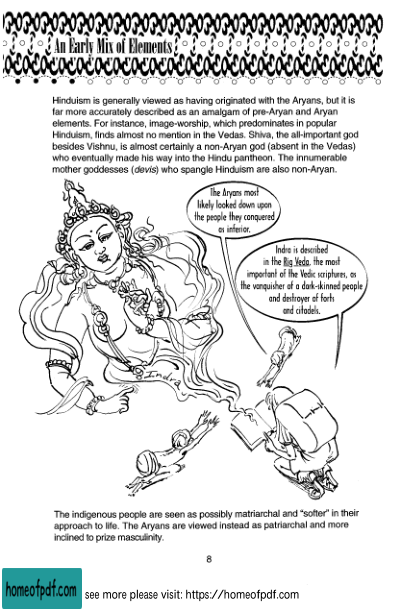 An Early Mix of Elements
Hinduism is generally viewed as having originated with the Aryans, but it is
far more accurately described as an amalgam of pre-Aryan and Aryan
elements. For instance, image-worship, which predominates in popular
Hinduism, finds almost no mention in the Vedas. Shiva, the all-important god
besides Vishnu, is almost certainly a non-Aryan god (absent in the Vedas)
who eventually made his way into the Hindu pantheon. The innumerable
mother goddesses (devis) who spangle Hinduism are also non-Aryan.
The Aryans most
likely looked down upon
the people they conquered
as inferior.
Indra is described
in the Rig Veda, the most
important of the Vedic scriptures, as
the vanquisher of a dark-skinned people
and destroyer of forts
and citadels.
Indra
The indigenous people are seen as possibly matriarchal and “softer” in their
approach to life. The Aryans are viewed instead as patriarchal and more
inclined to prize masculinity.
8
homeofpdf.com
see more please visit: https://homeofpdf.com